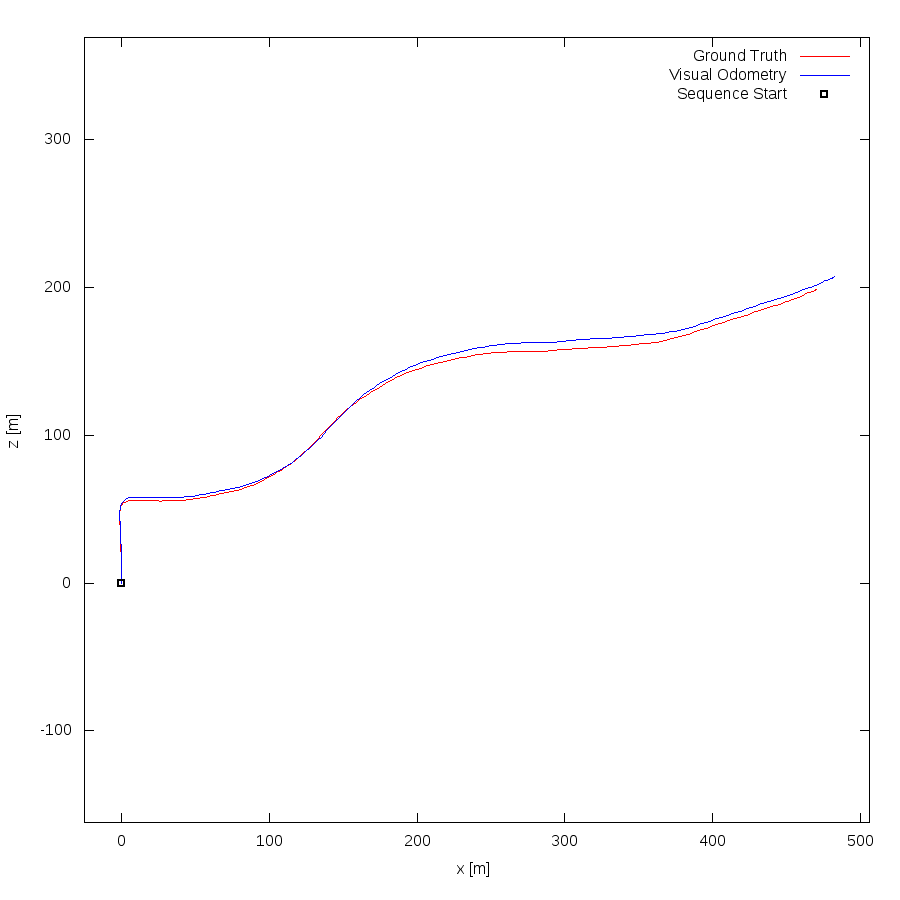 Ground Truth
Visual Odometry
Sequence Start
300
200
100
0
-100
z [m]
0 100 200 300 400 500
x [m]